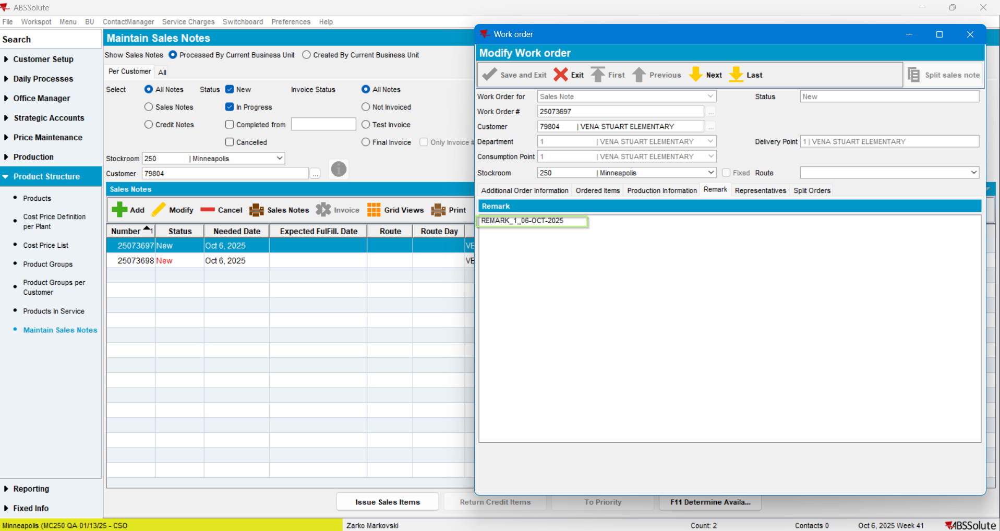 ABSSolute
File Workspot Menu BU ContactManager Service Charges Switchboard Preferences Help
Search
Customer Setup
Daily Processes
Office Manager
Strategic Accounts
Price Maintenance
Production
Product Structure
Products
Cost Price Definition
per Plant
Cost Price List
Product Groups
Product Groups per
Customer
Products In Service
Maintain Sales Notes
Reporting
Fixed Info
Maintain Sales Notes
Show Sales Notes Processed By Current Business Unit Created By Current Business Unit
Per Customer All
Select All Notes Status New Invoice Status All Notes
Sales Notes In Progress Not Invoiced
Credit Notes Completed from Test Invoice
Cancelled Final Invoice Only Invoice #
Stockroom 250 | Minneapolis
Customer 79804 ...
Sales Notes
Add Modify Cancel Sales Notes Invoice Grid Views Print
Number 1 Status Needed Date Expected FulFill. Date Route Route Day
25073697 New Oct 6, 2025 VE
25073698 New Oct 6, 2025 VE
Issue Sales Items Return Credit Items To Priority F11 Determine Availa...
Work order
Modify Work order
Save and Exit Exit First Previous Next Last Split sales note
Work Order for Sales Note Status New
Work Order # 25073697 ...
Customer 79804 | VENA STUART ELEMENTARY ...
Department 1 | VENA STUART ELEMENTARY Delivery Point 1 | VENA STUART ELEMENTARY
Consumption Point 1 | VENA STUART ELEMENTARY
Stockroom 250 | Minneapolis Fixed Route
Additional Order Information Ordered Items Production Information Remark Representatives Split Orders
Remark
REMARK_1_06-OCT-2025
Minneapolis (MC250 QA 01/13/25 - CSO Zarko Markovski Count: 2 Contacts 0 Oct 6, 2025 Week 41 ABSSolute